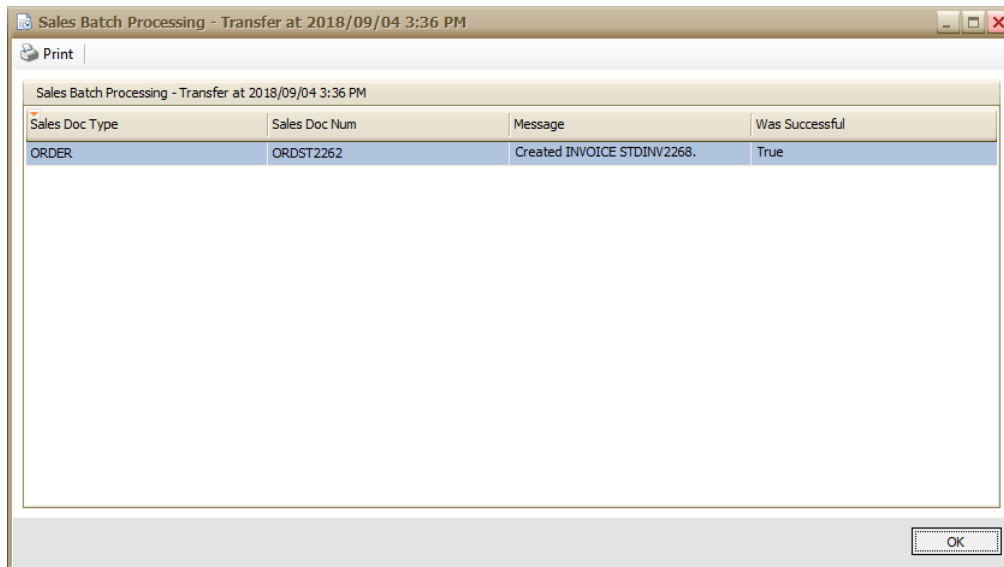 Sales Batch Processing - Transfer at 2018/09/04 3:36 PM
Print
Sales Batch Processing - Transfer at 2018/09/04 3:36 PM
Sales Doc Type Sales Doc Num Message Was Successful
ORDER ORDST2262 Created INVOICE STDINV2268. True
OK